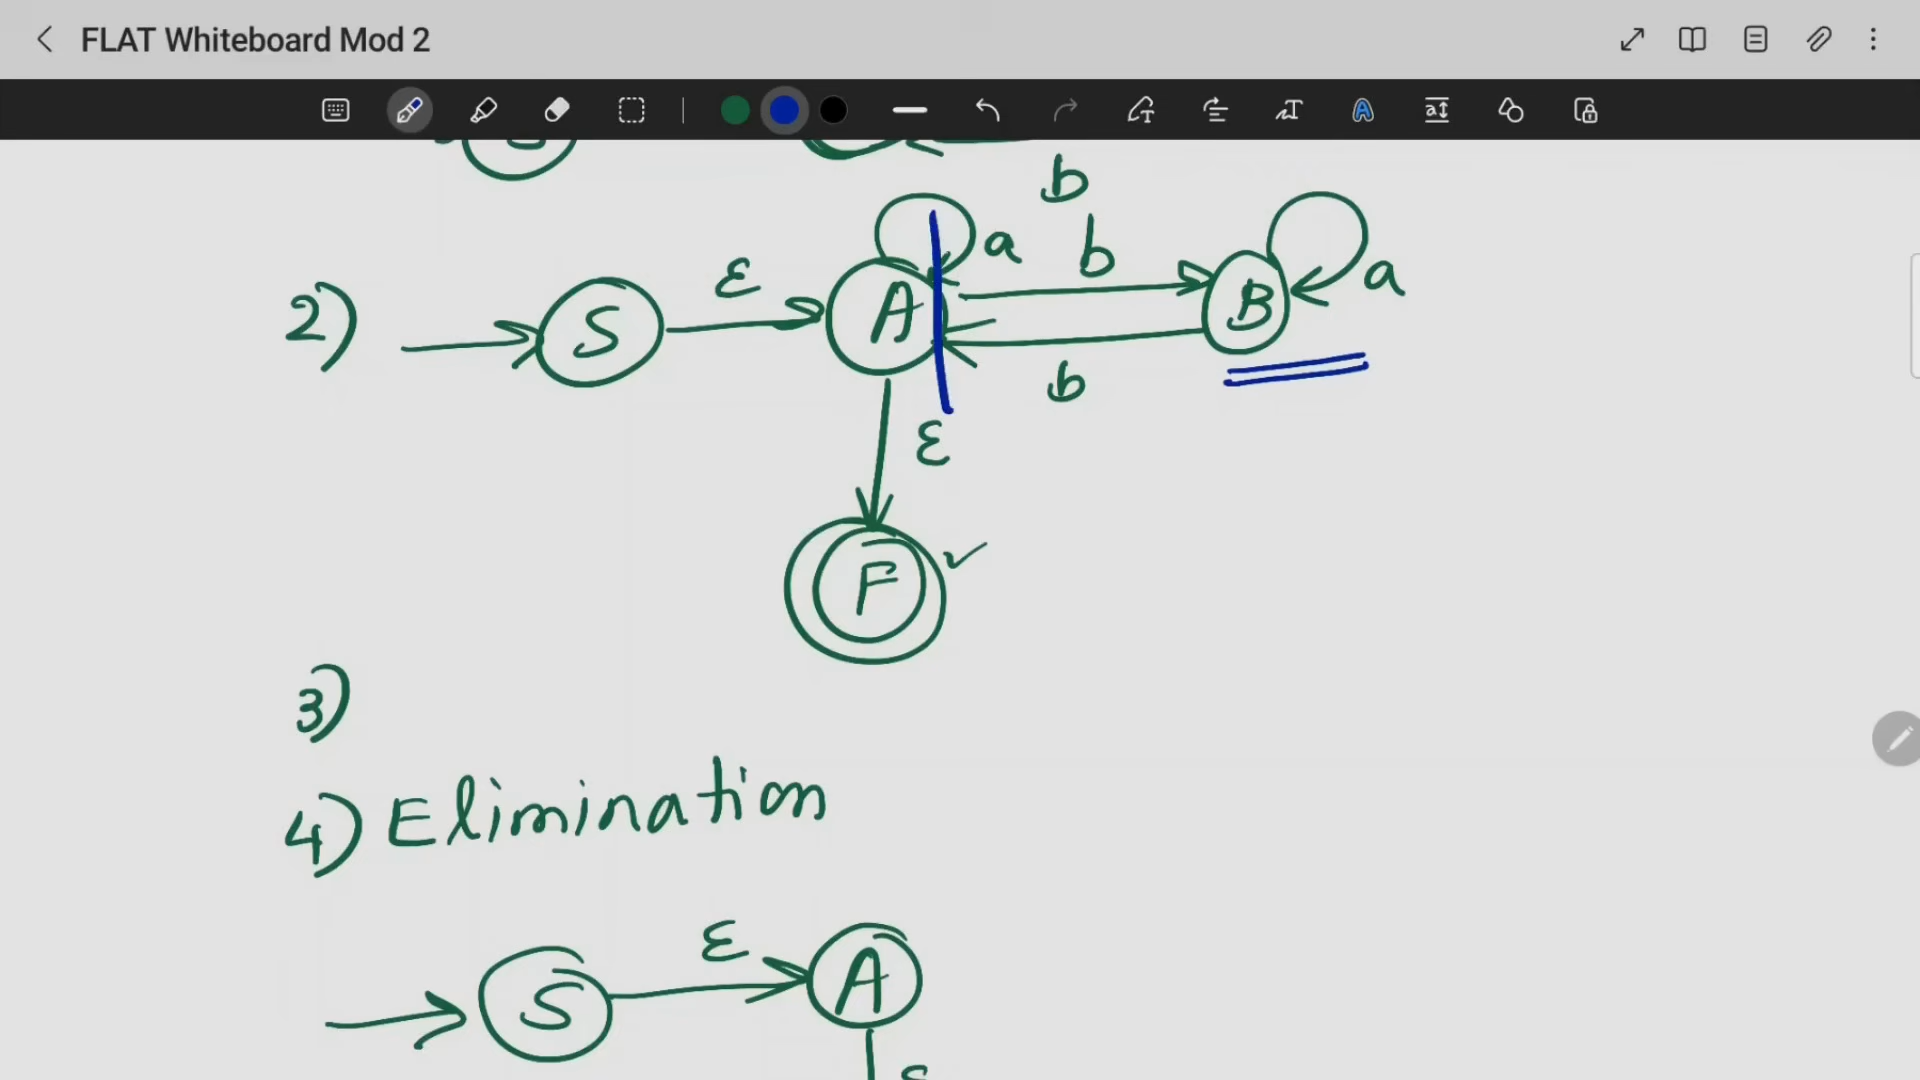 FLAT Whiteboard Mod 2
b
a
b
a
2)
S
ε
A
B
b
ε
F
3)
4) Elimination
S
ε
A